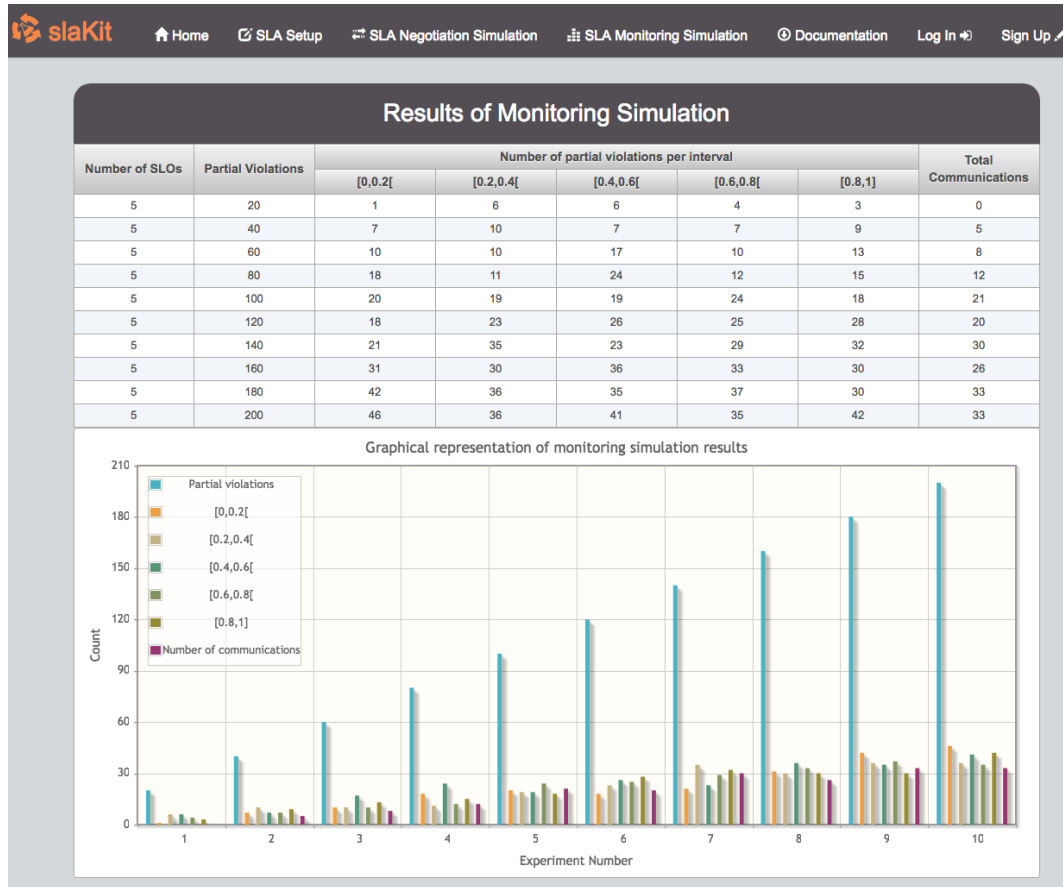 slaKit Home SLA Setup SLA Negotiation Simulation SLA Monitoring Simulation Documentation Log In Sign Up
Results of Monitoring Simulation
Number of SLOs Partial Violations Number of partial violations per interval Total Communications
[0,0.2[ [0.2,0.4[ [0.4,0.6[ [0.6,0.8[ [0.8,1]
5 20 1 6 6 4 3 0
5 40 7 10 7 7 9 5
5 60 10 10 17 10 13 8
5 80 18 11 24 12 15 12
5 100 20 19 19 24 18 21
5 120 18 23 26 25 28 20
5 140 21 35 23 29 32 30
5 160 31 30 36 33 30 26
5 180 42 36 35 37 30 33
5 200 46 36 41 35 42 33
Graphical representation of monitoring simulation results
210
180
150
120
90
60
30
0
Count
Partial violations
[0,0.2[
[0.2,0.4[
[0.4,0.6[
[0.6,0.8[
[0.8,1]
Number of communications
1 2 3 4 5 6 7 8 9 10
Experiment Number